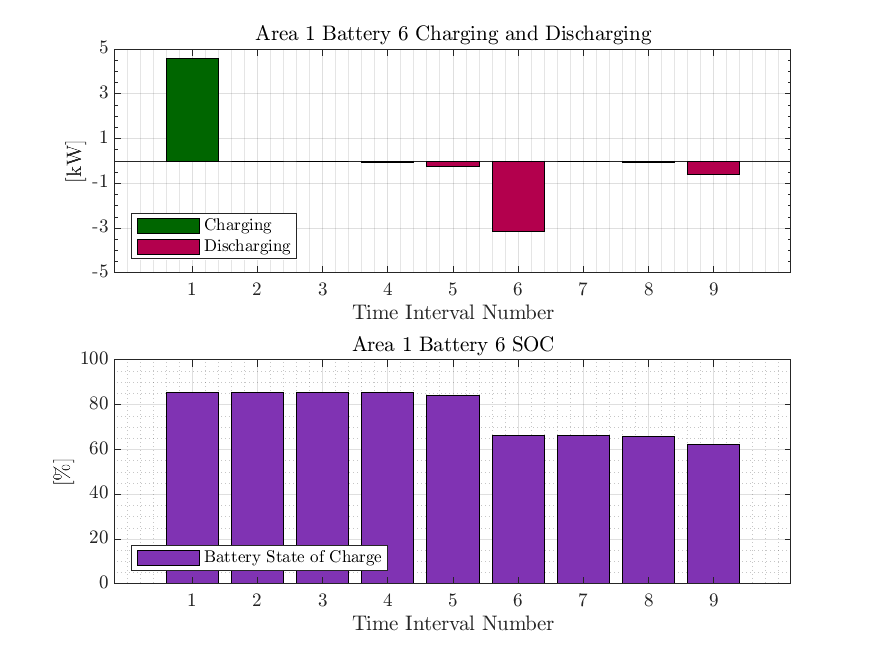 Area 1 Battery 6 Charging and Discharging
5
3
1
-1
-3
-5
[kW]
Charging
Discharging
1 2 3 4 5 6 7 8 9
Time Interval Number
Area 1 Battery 6 SOC
100
80
60
40
20
0
[%]
Battery State of Charge
1 2 3 4 5 6 7 8 9
Time Interval Number